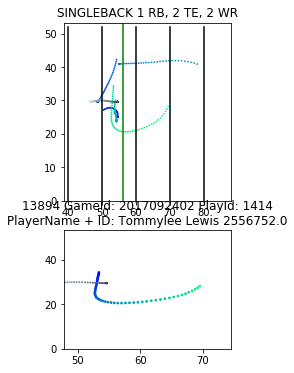 SINGLEBACK 1 RB, 2 TE, 2 WR
50
40
30
20
10
0
40 50 60 70 80
13894 GameId: 2017092402 PlayId: 1414
PlayerName + ID: Tommylee Lewis 2556752.0
40
20
0
50 60 70